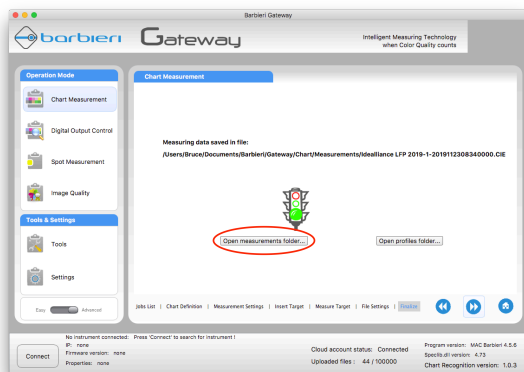 Barbieri Gateway
barbieri Gateway
Intelligent Measuring Technology
when Color Quality counts
Operation Mode
Chart Measurement
Digital Output Control
Spot Measurement
Image Quality
Tools & Settings
Tools
Settings
Easy Advanced
Chart Measurement
Measuring data saved in file:
/Users/Bruce/Documents/Barbieri/Gateway/Chart/Measurements/Idealliance LFP 2019-1-2019112308340000.CIE
Open measurements folder... Open profiles folder...
Jobs List | Chart Definition | Measurement Settings | Insert Target | Measure Target | File Settings | Finalize
Connect
No instrument connected: Press 'Connect' to search for instrument !
IP: none
Firmware version: none
Properties: none
Cloud account status: Connected
Uploaded files : 44 / 100000
Program version: MAC Barbieri 4.5.6
Speclib.dll version: 4.73
Chart Recognition version: 1.0.3